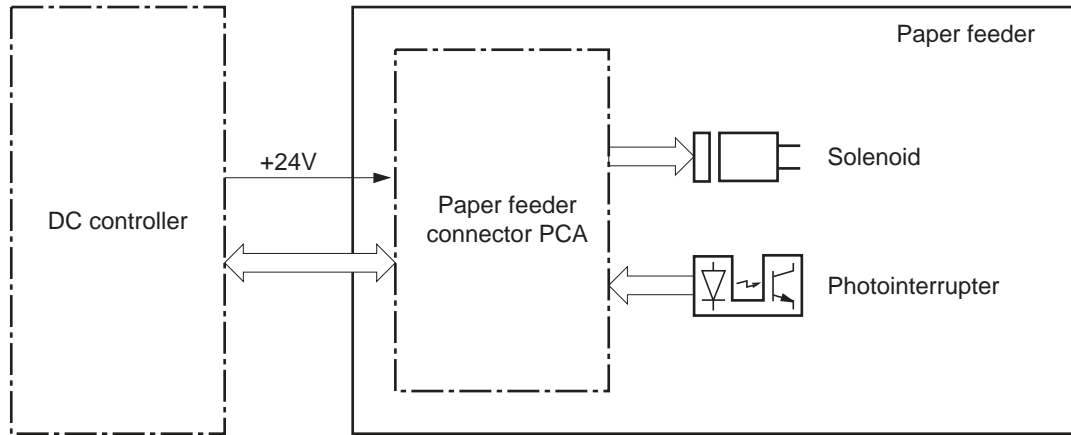 Paper feeder
+24V
Solenoid
DC controller
Paper feeder
connector PCA
Photointerrupter